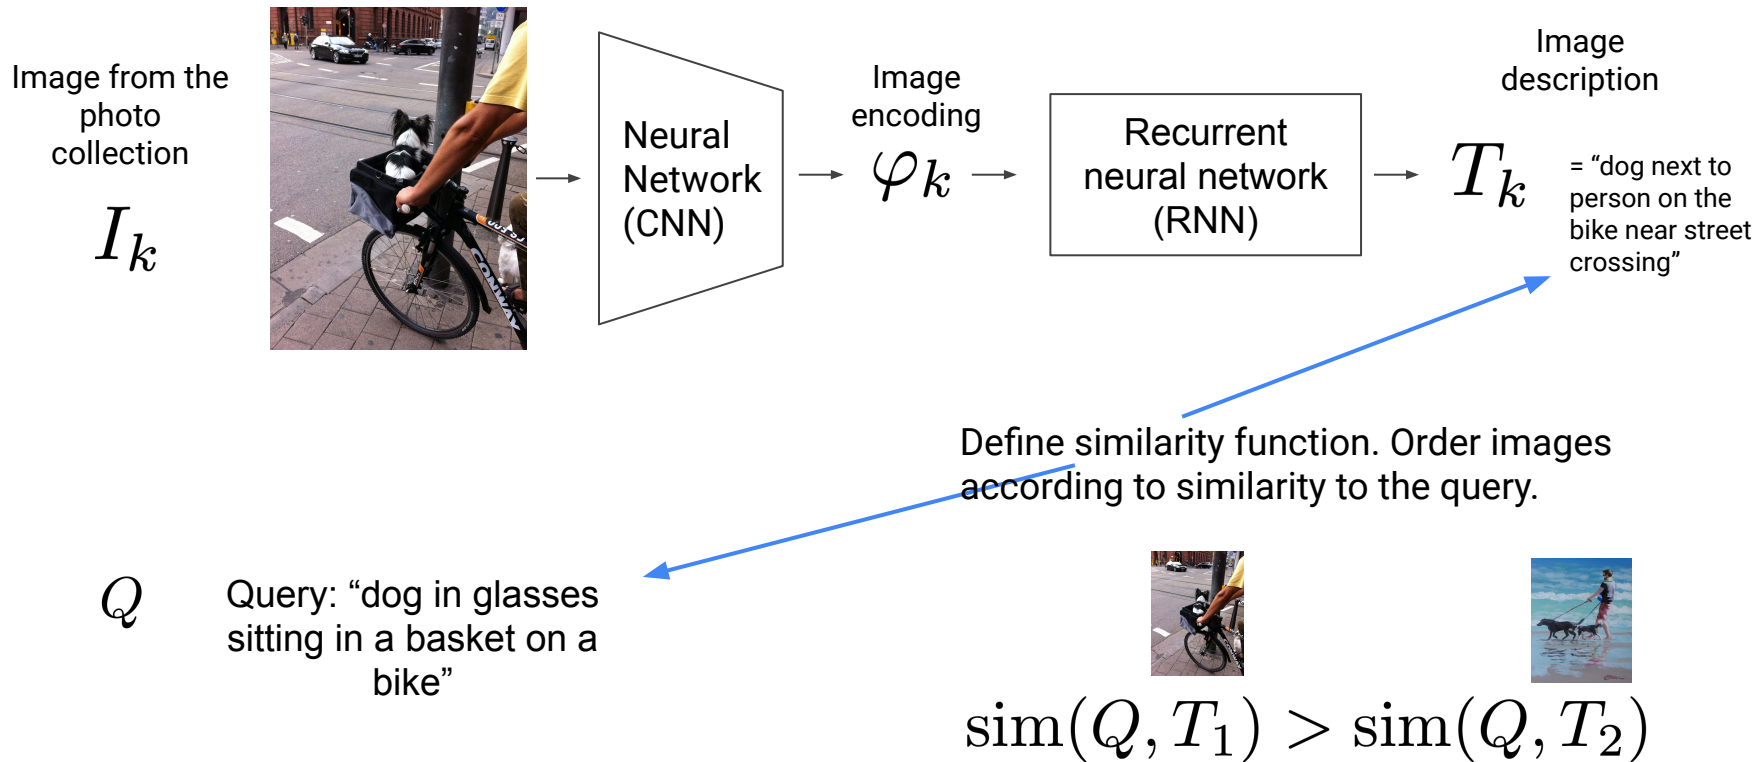 Image from the
photo
collection
I_k
CONWAY
Neural
Network
(CNN)
Image
encoding
φ_k
Recurrent
neural network
(RNN)
Image
description
T_k
= “dog next to
person on the
bike near street
crossing”
Define similarity function. Order images
according to similarity to the query.
Q
Query: “dog in glasses
sitting in a basket on a
bike”
sim(Q, T_1) > sim(Q, T_2)